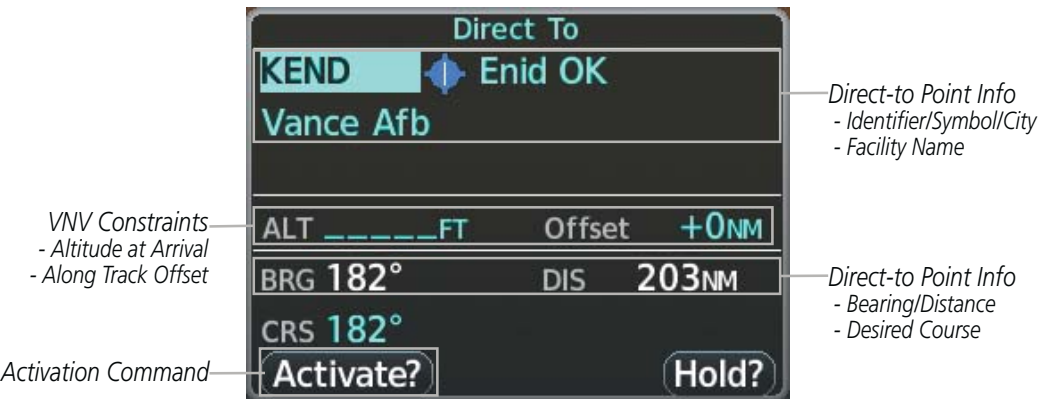 Direct To
KEND Enid OK
Vance Afb
Direct-to Point Info
- Identifier/Symbol/City
- Facility Name
VNV Constraints
- Altitude at Arrival
- Along Track Offset
ALT _____FT Offset +0NM
BRG 182° DIS 203NM
Direct-to Point Info
- Bearing/Distance
- Desired Course
CRS 182°
Activation Command
Activate? Hold?